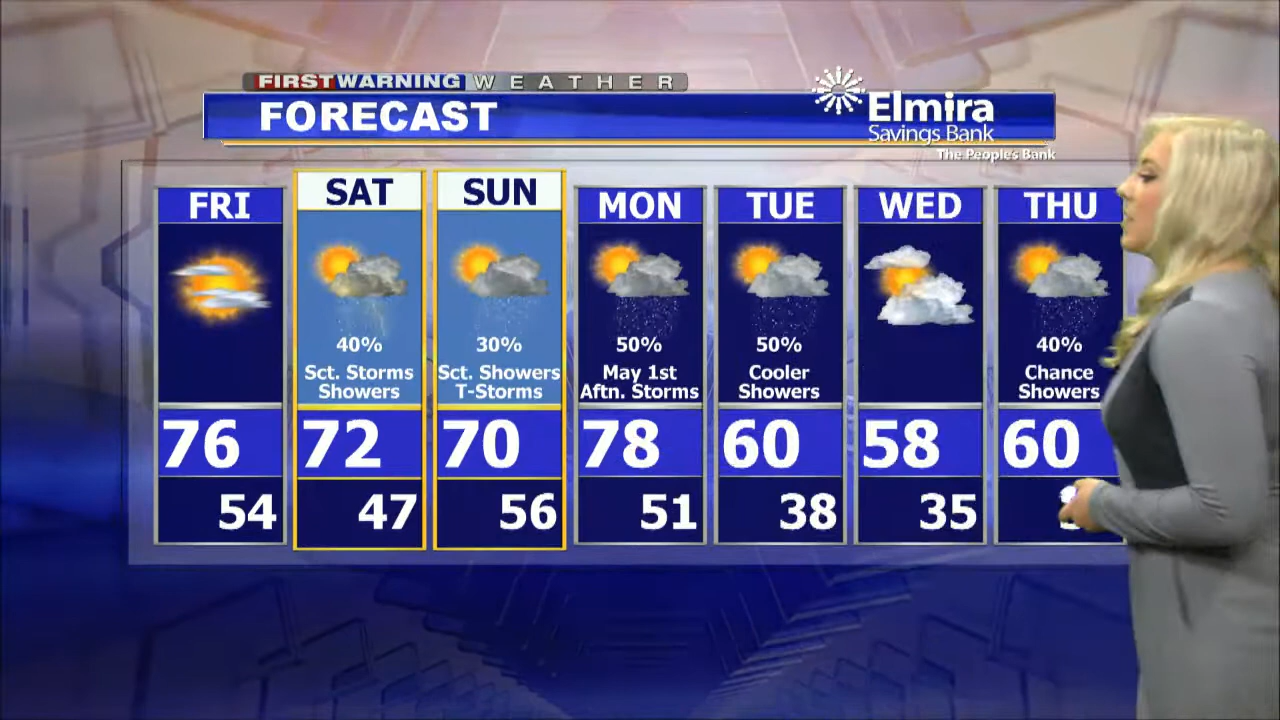 FIRSTWARNING WEATHER
FORECAST
Elmira
Savings Bank
The People's Bank
FRI
SAT
SUN
MON
TUE
WED
THU
40%
30%
50%
50%
40%
Sct. Storms
Showers
Sct. Showers
T-Storms
May 1st
Aftn. Storms
Cooler
Showers
Chance
Showers
76
72
70
78
60
58
60
54
47
56
51
38
35